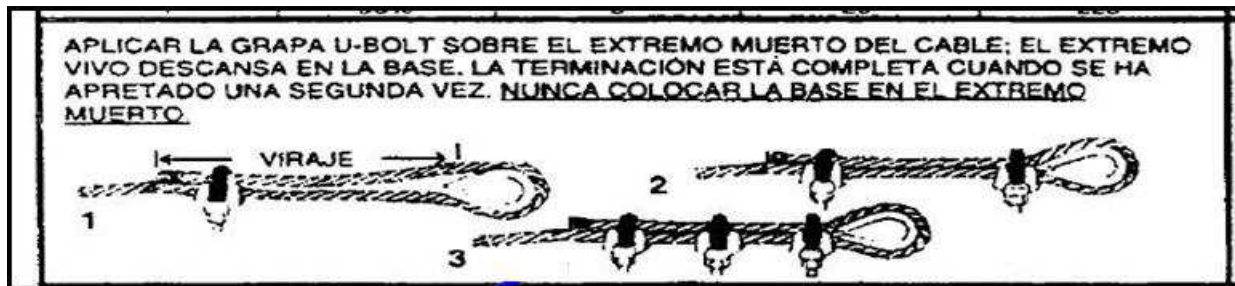 APLICAR LA GRAPA U-BOLT SOBRE EL EXTREMO MUERTO DEL CABLE; EL EXTREMO
VIVO DESCANSA EN LA BASE. LA TERMINACIÓN ESTÁ COMPLETA CUANDO SE HA
APRETADO UNA SEGUNDA VEZ. NUNCA COLOCAR LA BASE EN EL EXTREMO
MUERTO.
VIRAJE
1
2
3